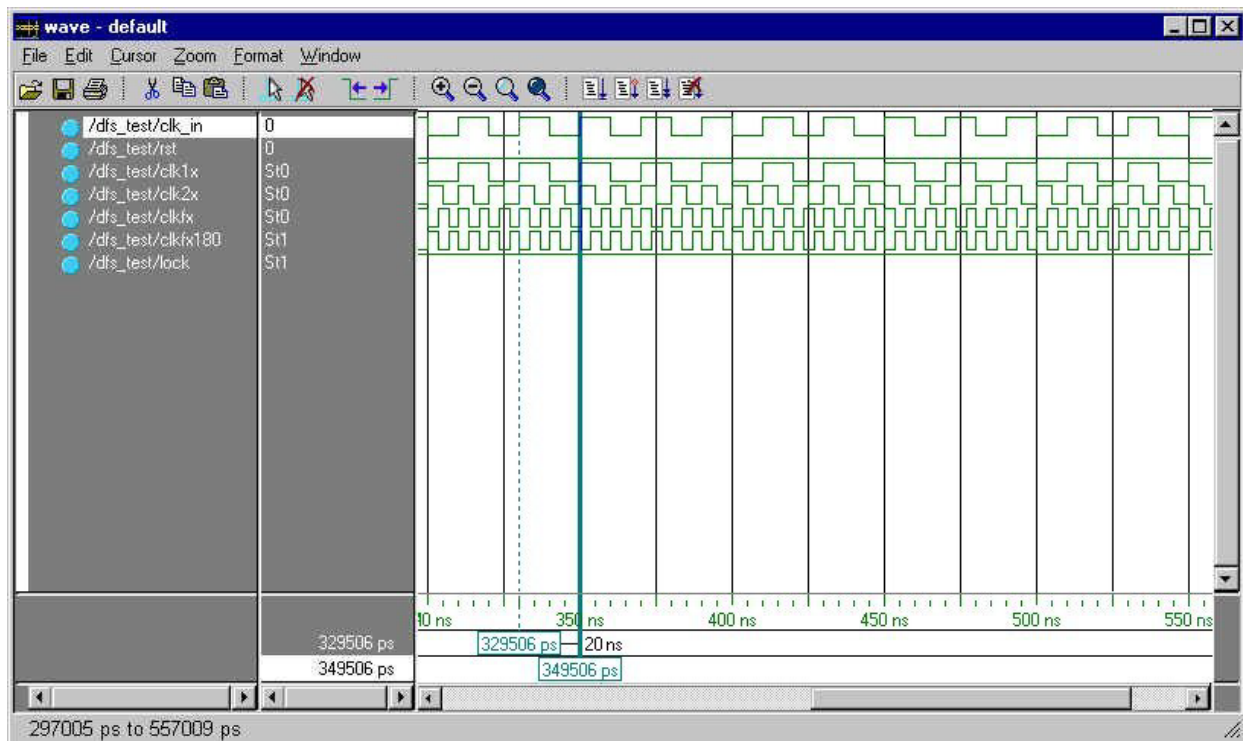 wave - default
File Edit Cursor Zoom Format Window
/dfs_test/clk_in 0
/dfs_test/rst 0
/dfs_test/clk1x St0
/dfs_test/clk2x St0
/dfs_test/clkfx St0
/dfs_test/clkfx180 St1
/dfs_test/lock St1
0 ns 350 ns 400 ns 450 ns 500 ns 550 ns
329506 ps 329506 ps 20 ns
349506 ps 349506 ps
297005 ps to 557009 ps